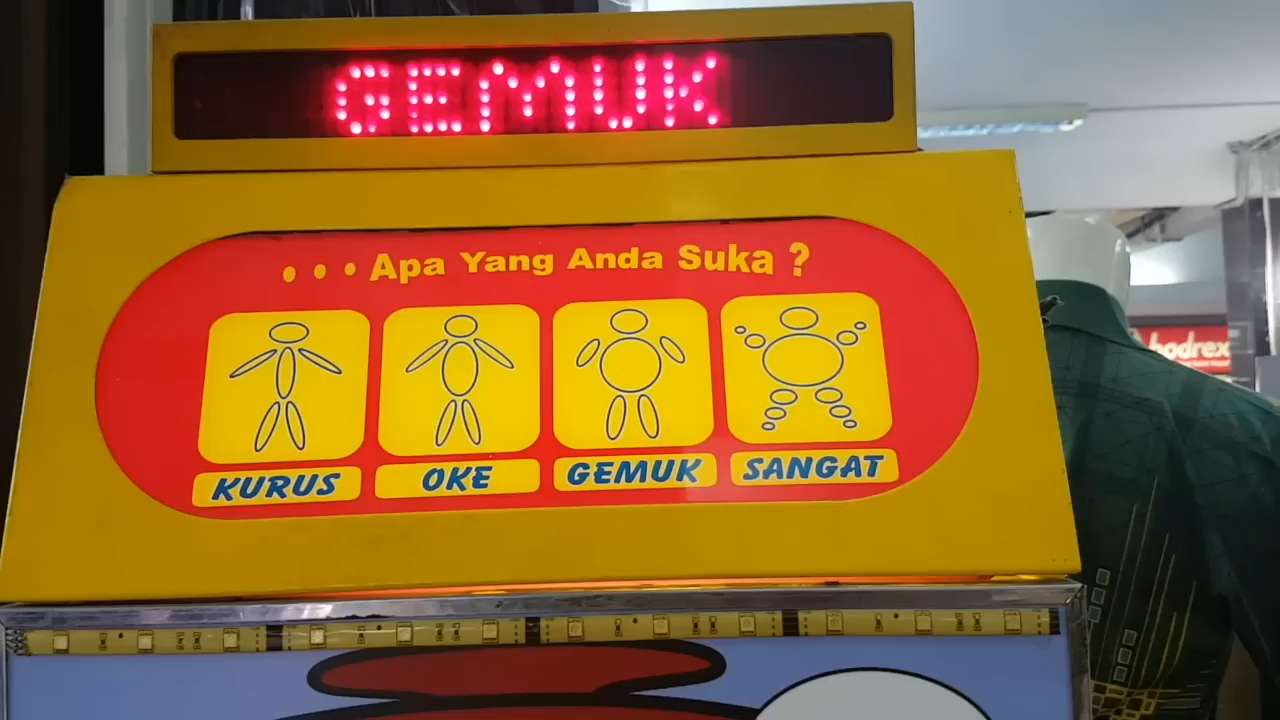 GEMUK
... Apa Yang Anda Suka ?
KURUS OKE GEMUK SANGAT
bodrex